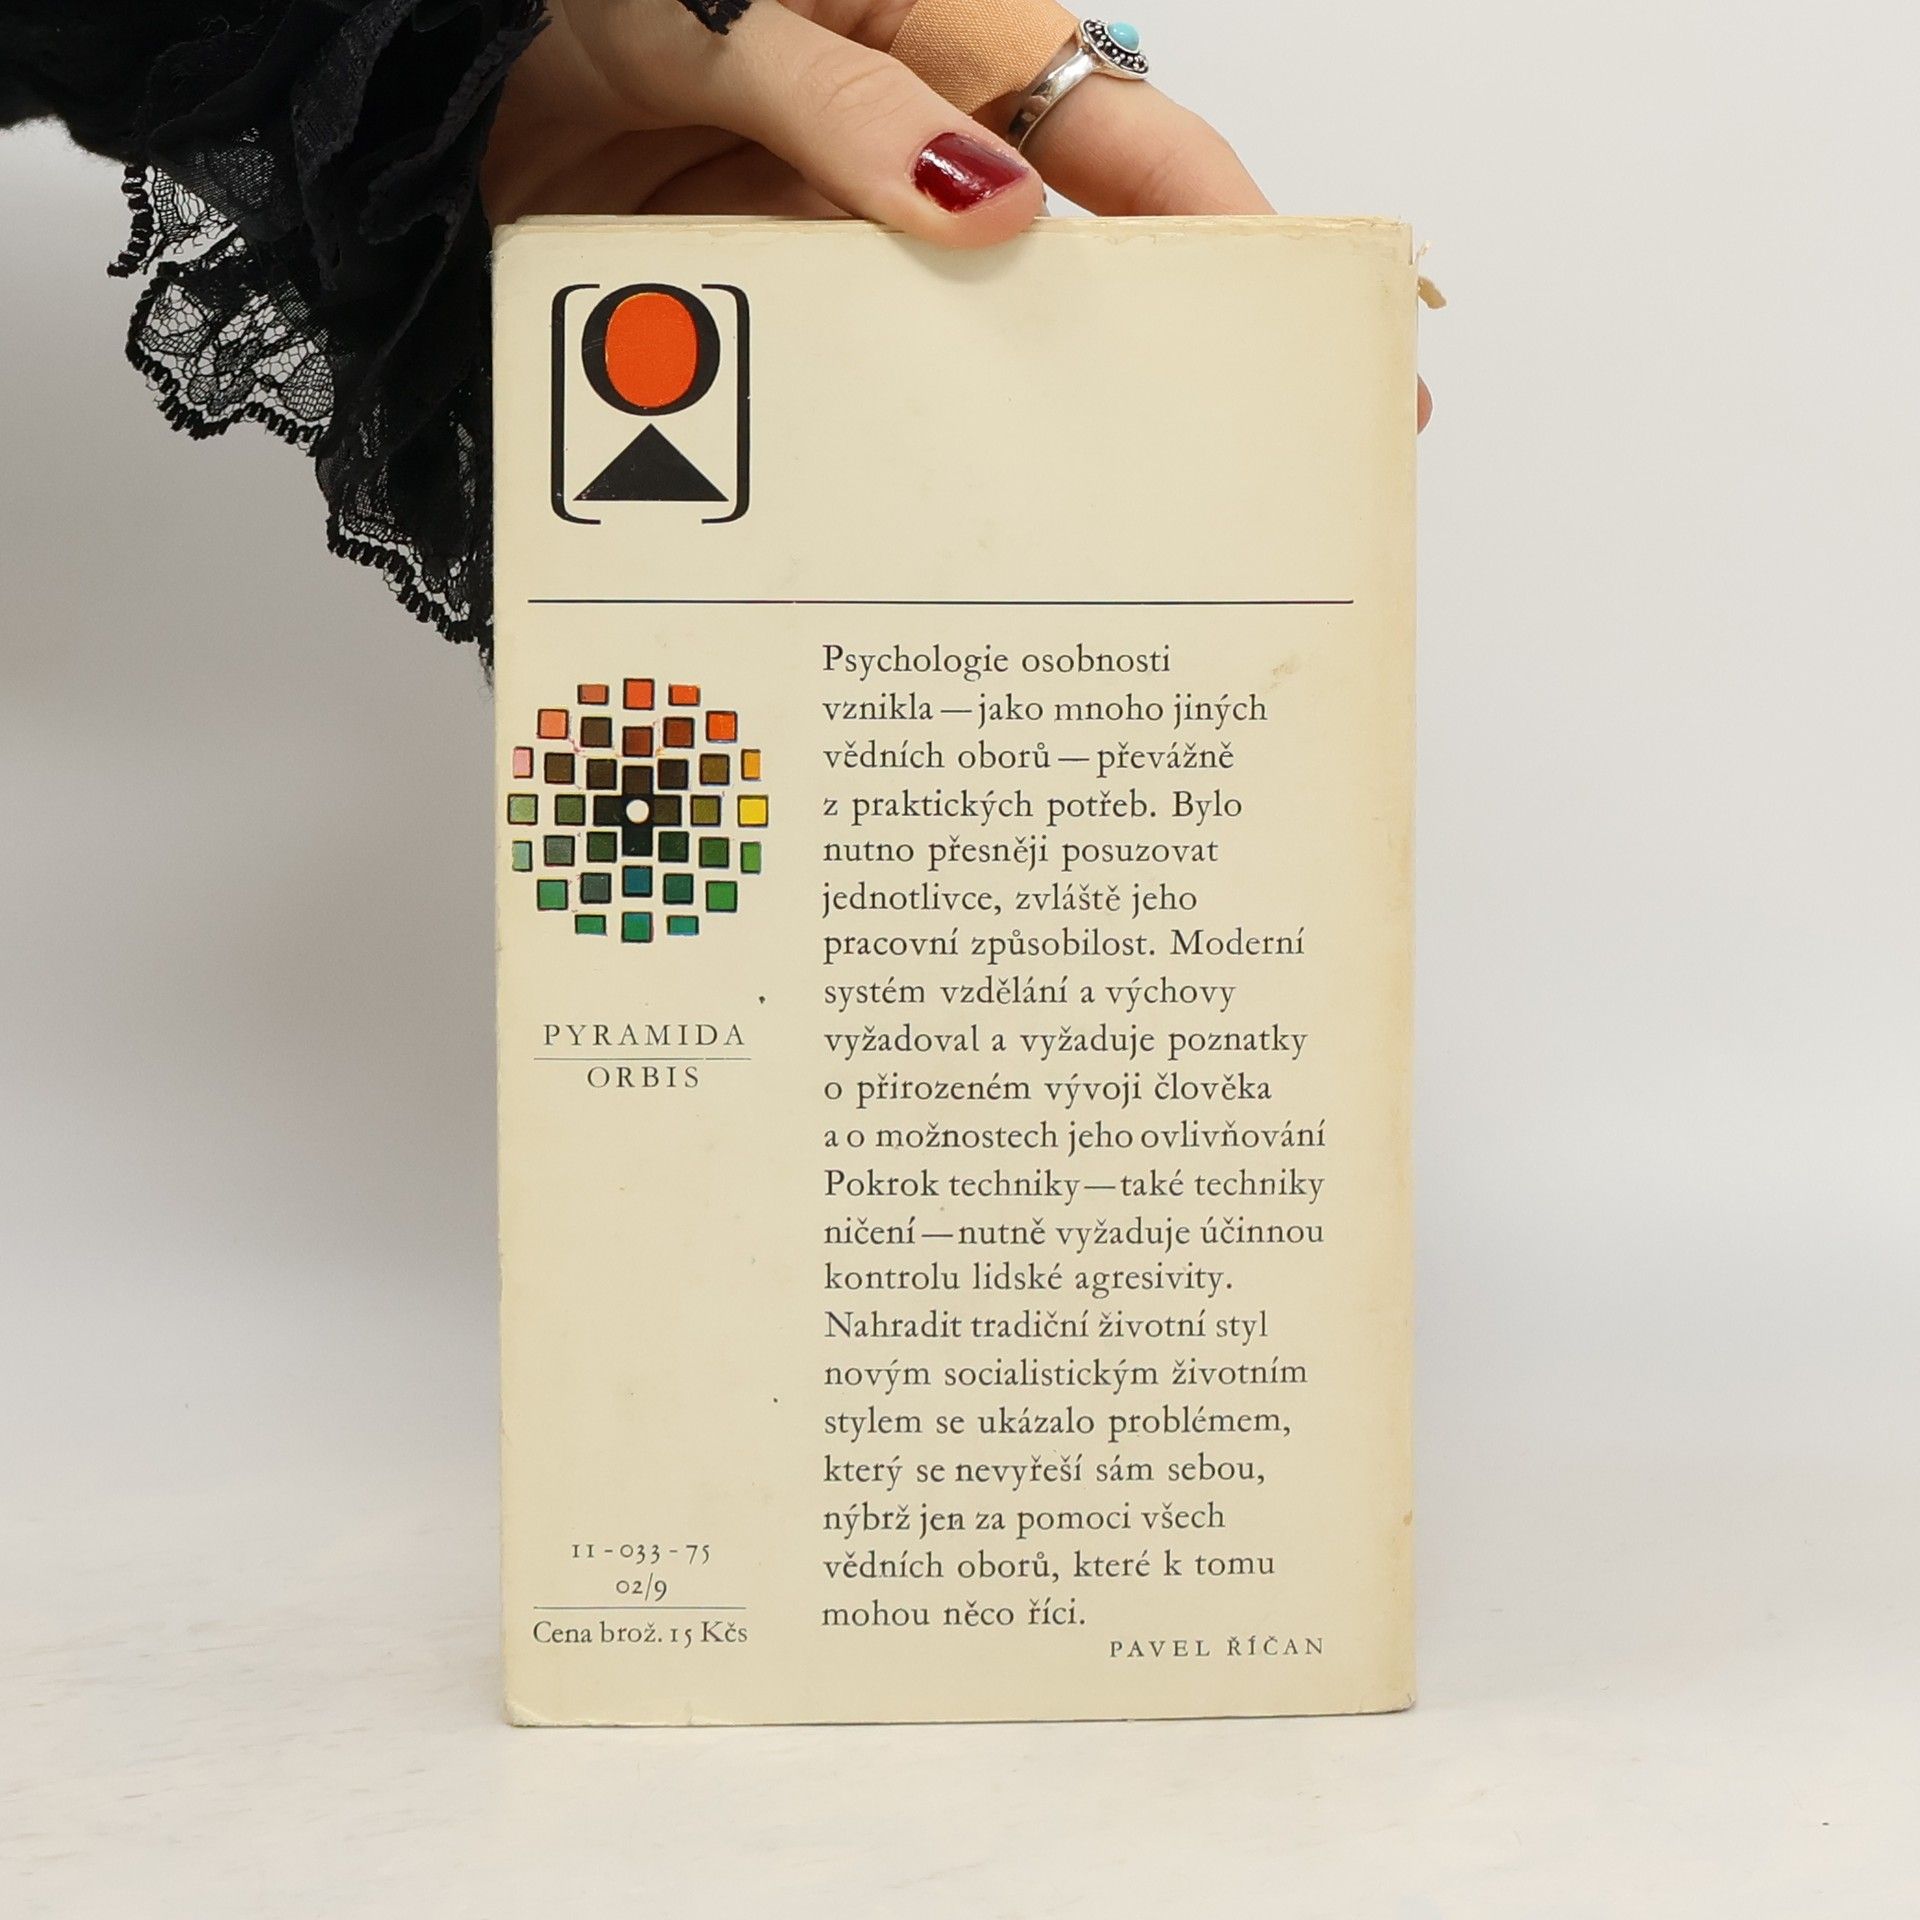 Psychologie osobnosti
vznikla — jako mnoho jiných
vědních oborů — převážně
z praktických potřeb. Bylo
nutno přesněji posuzovat
jednotlivce, zvláště jeho
pracovní způsobilost. Moderní
systém vzdělání a výchovy
vyžadoval a vyžaduje poznatky
o přirozeném vývoji člověka
a o možnostech jeho ovlivňování
Pokrok techniky — také techniky
ničení — nutně vyžaduje účinnou
kontrolu lidské agresivity.
Nahradit tradiční životní styl
novým socialistickým životním
stylem se ukázalo problémem,
který se nevyřeší sám sebou,
nýbrž jen za pomoci všech
vědních oborů, které k tomu
mohou něco říci.
PAVEL ŘÍČAN
PYRAMIDA
ORBIS
11-033-75
02/9
Cena brož. 15 Kčs